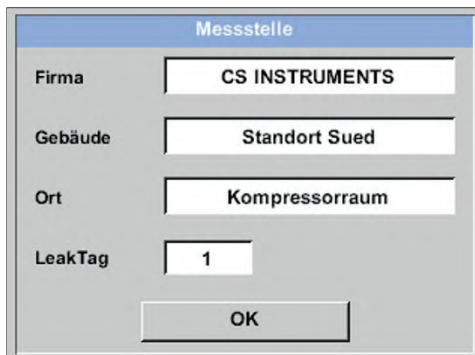 Messstelle
Firma CS INSTRUMENTS
Gebäude Standort Sued
Ort Kompressorraum
LeakTag 1
OK